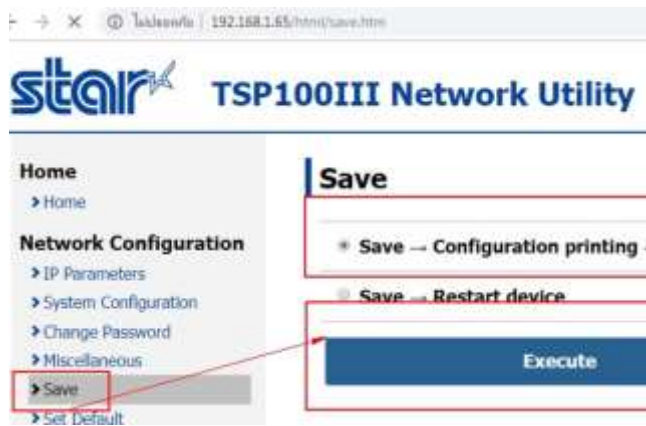 ไม่ปลอดภัย | 192.168.1.65/html/save.htm
star
TSP100III Network Utility
Home
Home
Network Configuration
IP Parameters
System Configuration
Change Password
Miscellaneous
Save
Set Default
Save
Save → Configuration printing
Save → Restart device
Execute